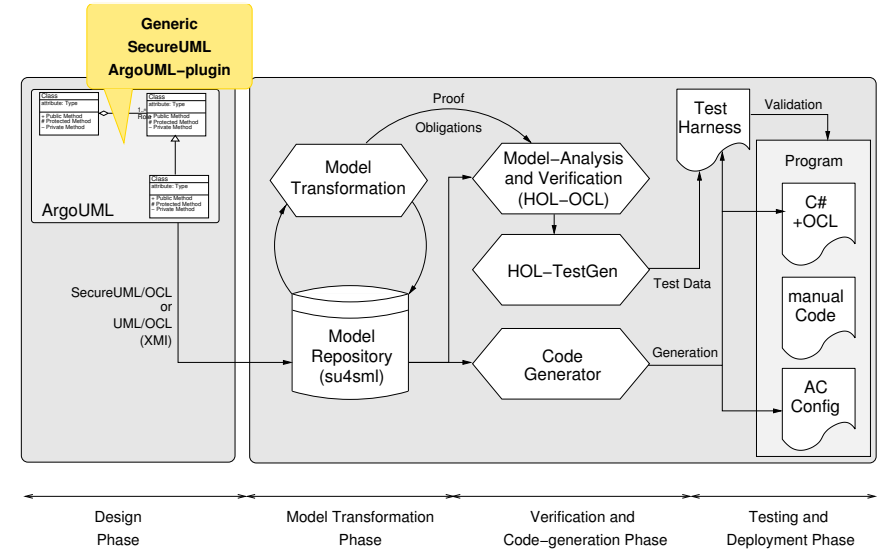 Generic
SecureUML
ArgoUML−plugin
Class
attribute: Type
+ Public Method
# Protected Method
− Private Method
1..*
Role
Class
attribute: Type
+ Public Method
# Protected Method
− Private Method
Class
attribute: Type
+ Public Method
# Protected Method
− Private Method
ArgoUML
SecureUML/OCL
or
UML/OCL
(XMI)
Proof
Obligations
Model
Transformation
Model
Repository
(su4sml)
Model−Analysis
and Verification
(HOL−OCL)
HOL−TestGen
Code
Generator
Test Data
Generation
Test
Harness
Validation
Program
C#
+OCL
manual
Code
AC
Config
Design
Phase
Model Transformation
Phase
Verification and
Code−generation Phase
Testing and
Deployment Phase